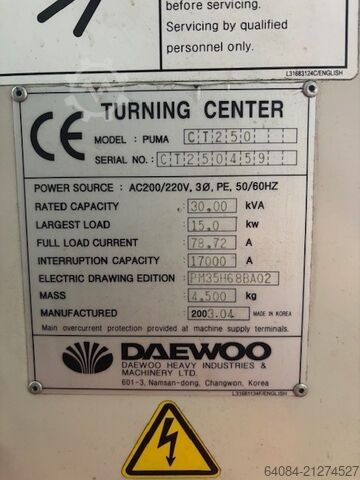 before servicing.
Servicing by qualified
personnel only.
L31683124C/ENGLISH
CE TURNING CENTER
MODEL : PUMA CT250
SERIAL NO. : CT250459
POWER SOURCE : AC200/220V, 3Ø, PE, 50/60HZ
RATED CAPACITY 30.00 kVA
LARGEST LOAD 15.0 kw
FULL LOAD CURRENT 78.72 A
INTERRUPTION CAPACITY 17000 A
ELECTRIC DRAWING EDITION PM35H68BA02
MASS 4,500 kg
MANUFACTURED 2003.04 MADE IN KOREA
Main overcurrent protection provided at machine supply terminals.
DAEWOO
DAEWOO HEAVY INDUSTRIES &
MACHINERY LTD.
601-3, Namsan-dong, Changwon, Korea
L31681134F/ENGLISH
64084-21274527